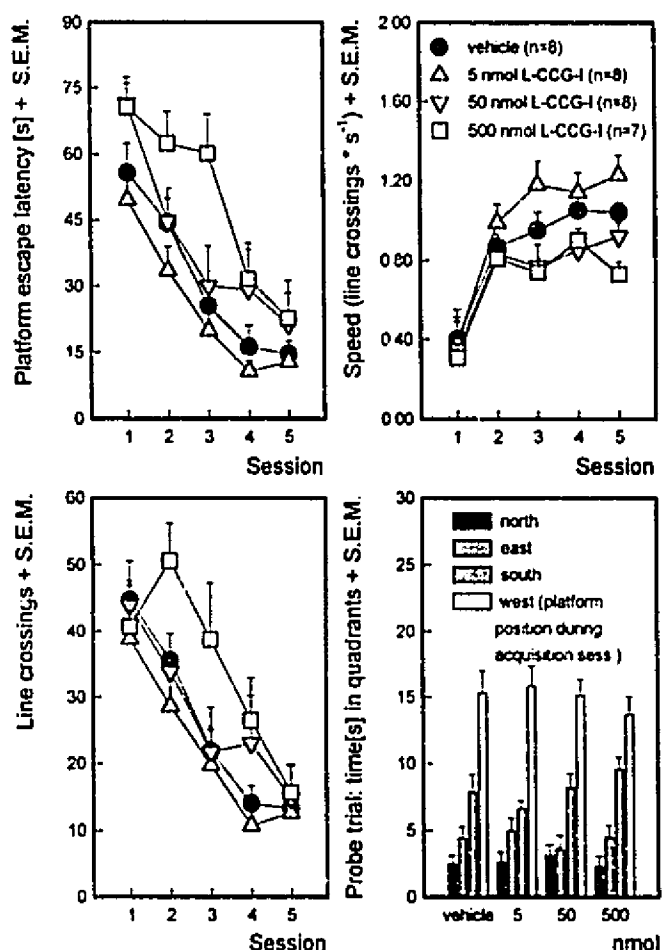 Platform escape latency [s] + S.E.M.
90
75
60
45
30
15
0
1 2 3 4 5
Session
Speed (line crossings * s⁻¹) + S.E.M.
2 00
1.60
1.20
0.80
0 40
0 00
vehicle (n=8)
5 nmol L-CCG-I (n=8)
50 nmol L-CCG-I (n=8)
500 nmol L-CCG-I (n=7)
1 2 3 4 5
Session
Line crossings + S.E.M.
60
50
40
30
20
10
0
1 2 3 4 5
Session
Probe trial: time[s] in quadrants + S.E.M.
30
25
20
15
10
5
0
north
east
south
west (platform
position during
acquisition sess )
vehicle 5 50 500
nmol